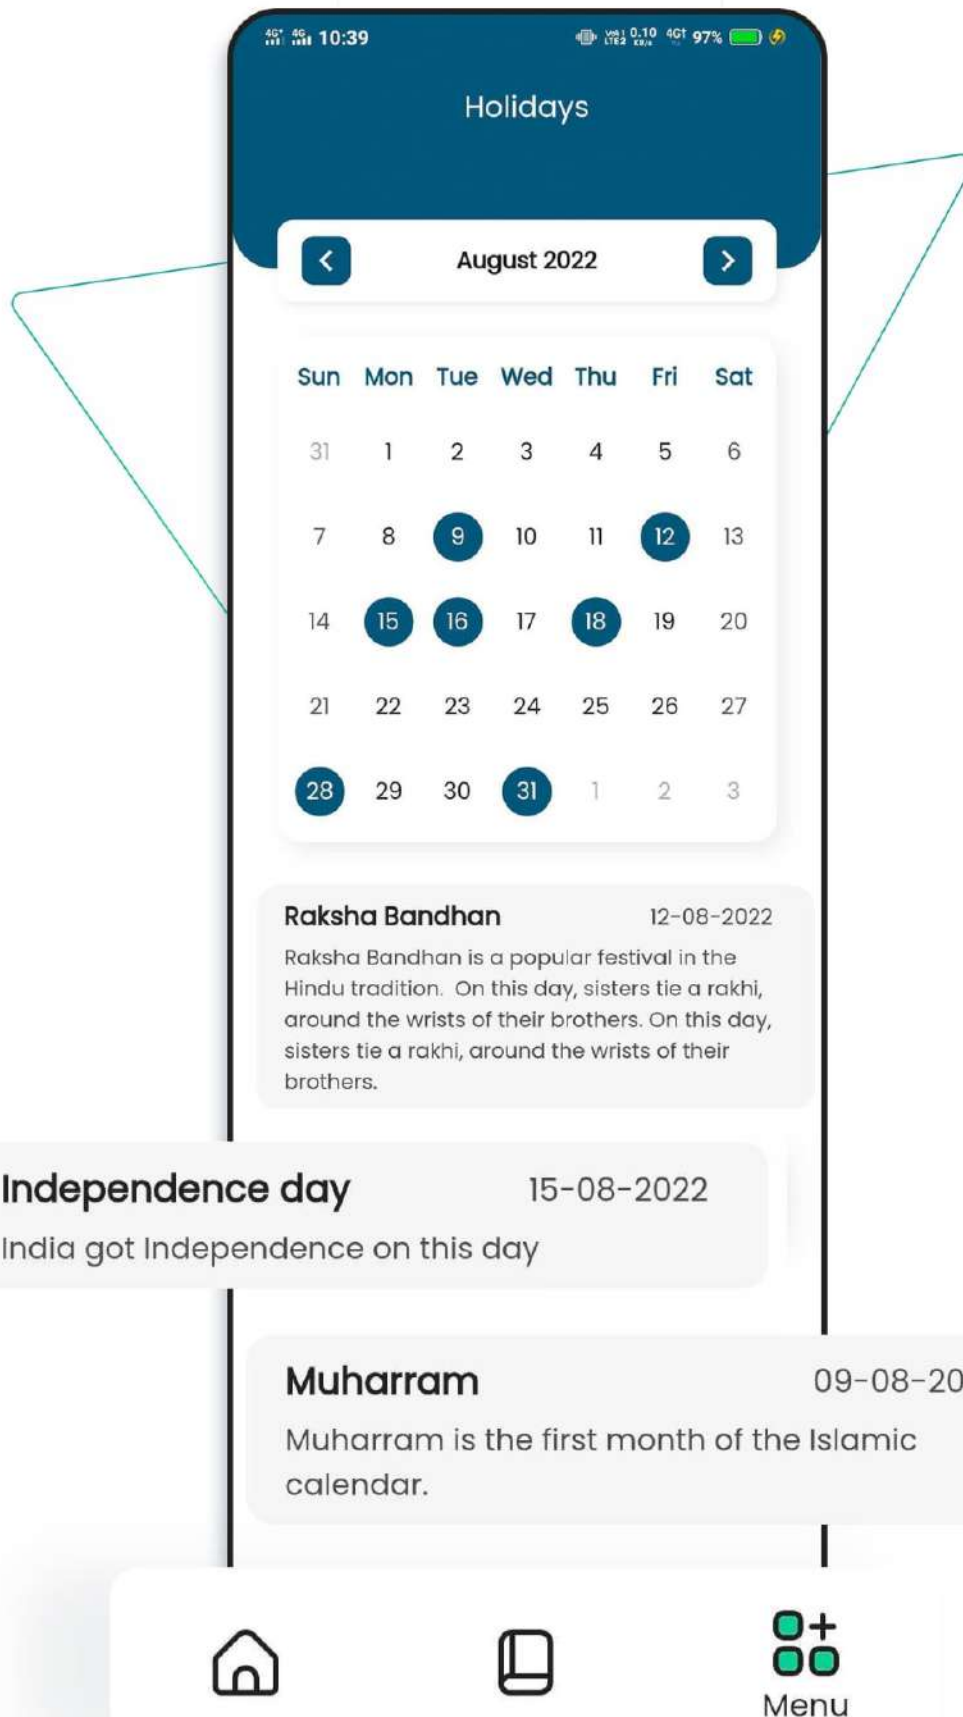 10:39 0.10 KB/s 97%
Holidays
August 2022
Sun Mon Tue Wed Thu Fri Sat
31 1 2 3 4 5 6
7 8 9 10 11 12 13
14 15 16 17 18 19 20
21 22 23 24 25 26 27
28 29 30 31 1 2 3
Raksha Bandhan 12-08-2022
Raksha Bandhan is a popular festival in the
Hindu tradition. On this day, sisters tie a rakhi,
around the wrists of their brothers. On this day,
sisters tie a rakhi, around the wrists of their
brothers.
Independence day 15-08-2022
India got Independence on this day
Muharram 09-08-20
Muharram is the first month of the Islamic
calendar.
Menu